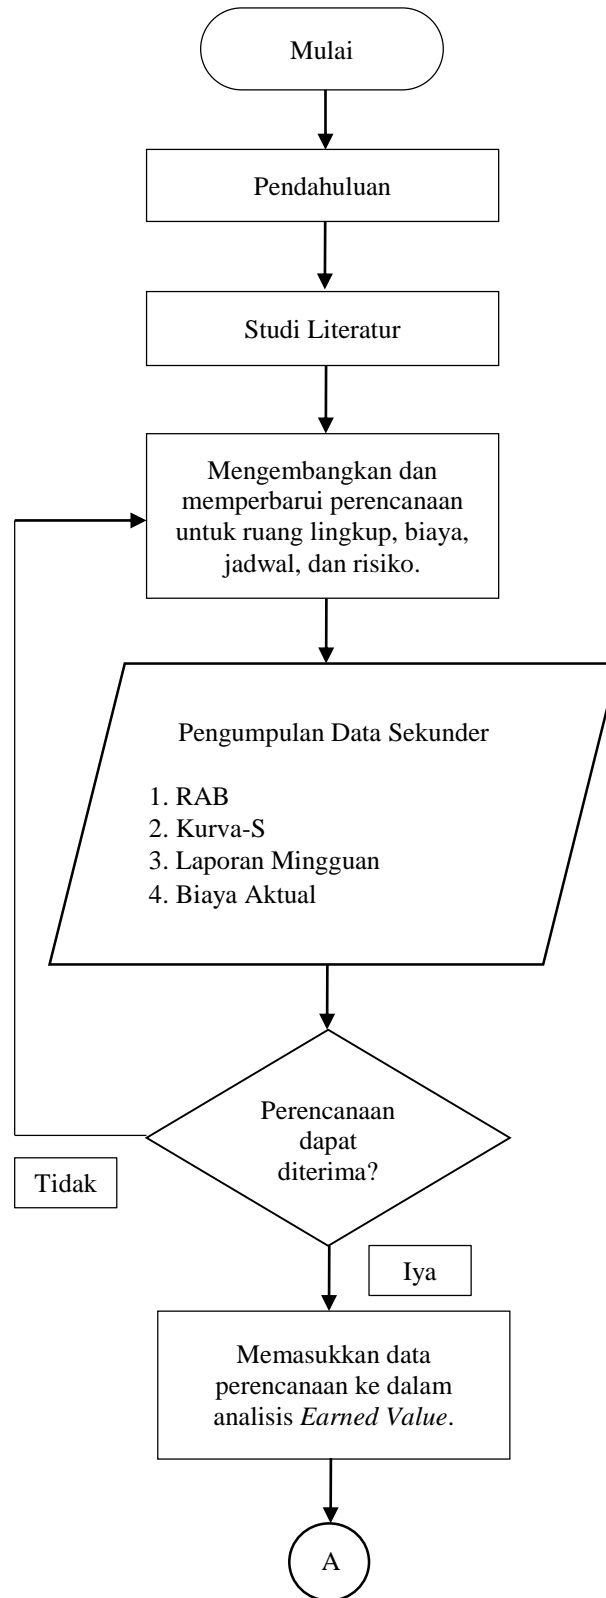 Mulai
Pendahuluan
Studi Literatur
Mengembangkan dan
memperbarui perencanaan
untuk ruang lingkup, biaya,
jadwal, dan risiko.
Pengumpulan Data Sekunder
1. RAB
2. Kurva-S
3. Laporan Mingguan
4. Biaya Aktual
Perencanaan
dapat
diterima?
Tidak
Iya
Memasukkan data
perencanaan ke dalam
analisis Earned Value.
A